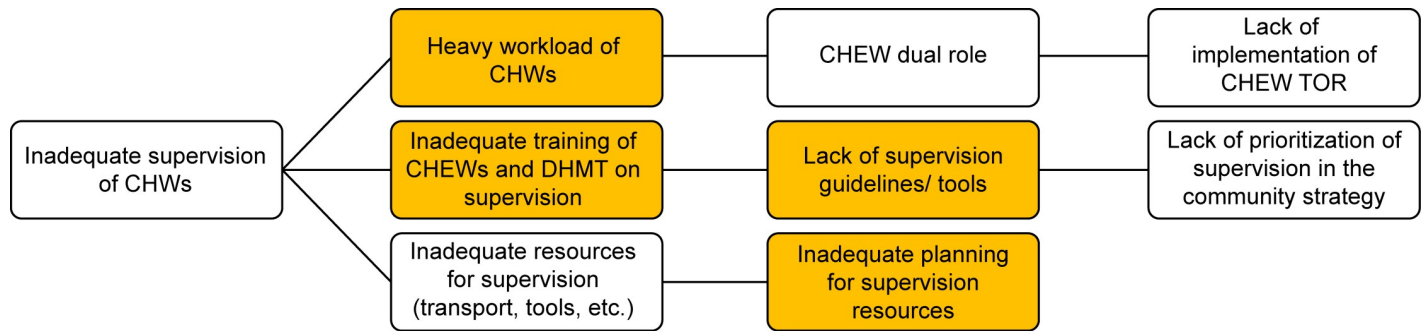 Heavy workload of
CHWs
CHEW dual role
Lack of
implementation of
CHEW TOR
Inadequate supervision
of CHWs
Inadequate training of
CHEWs and DHMT on
supervision
Lack of supervision
guidelines/ tools
Lack of prioritization of
supervision in the
community strategy
Inadequate resources
for supervision
(transport, tools, etc.)
Inadequate planning
for supervision
resources